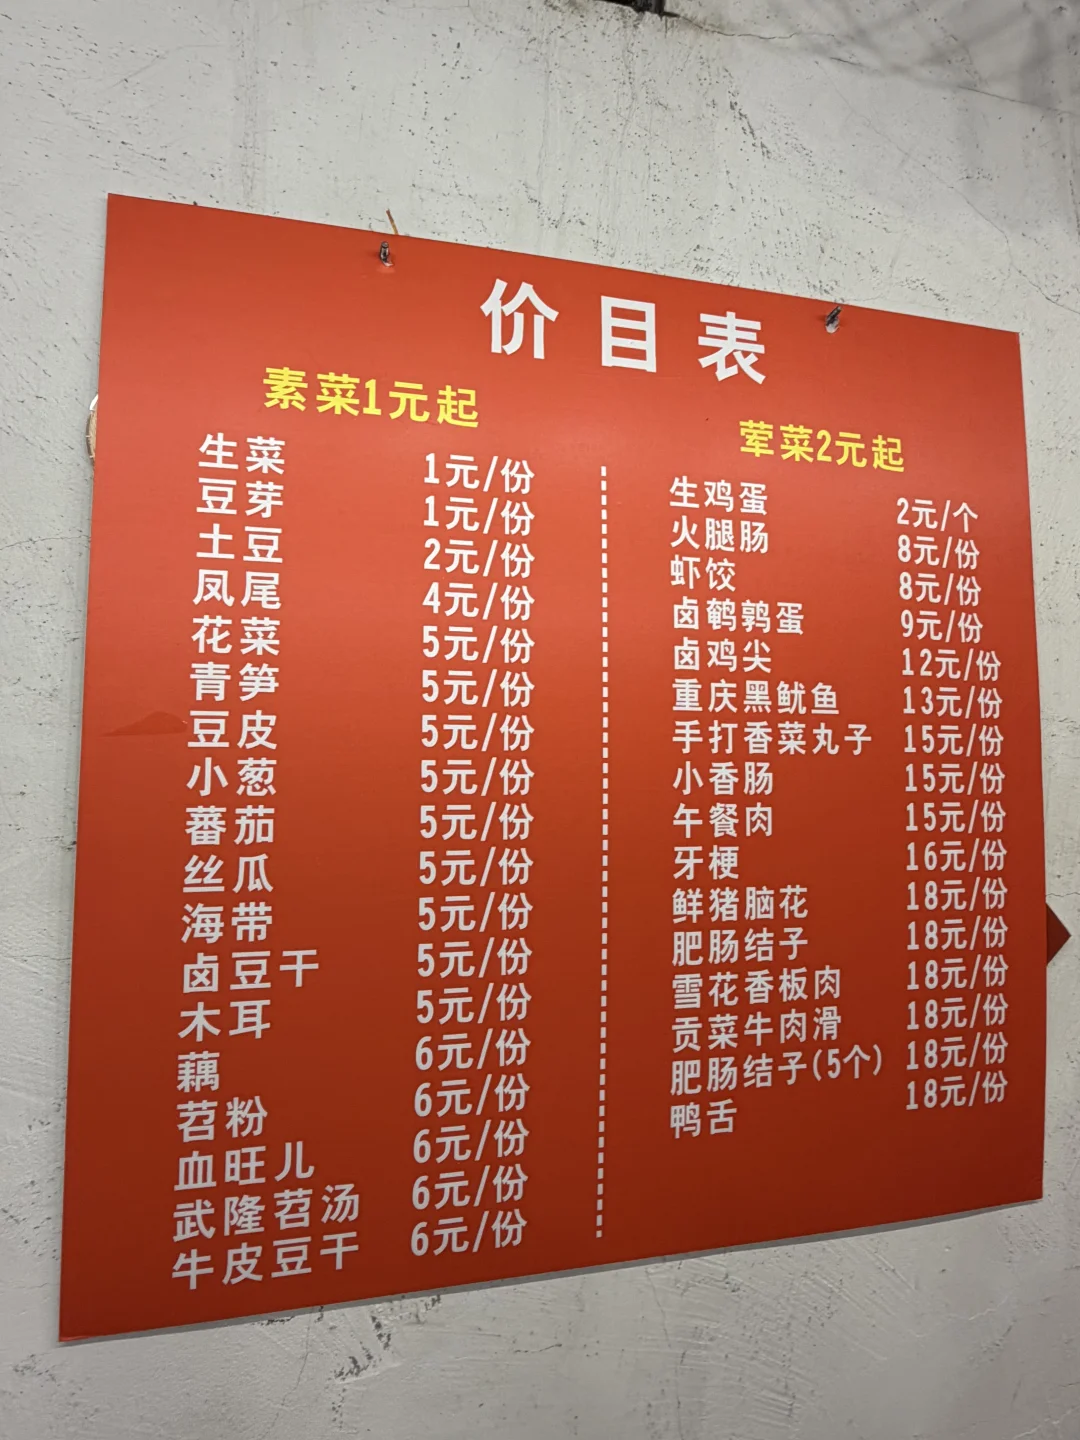 价目表
素菜1元起
生菜 1元/份
豆芽 1元/份
土豆 2元/份
凤尾 4元/份
花菜 5元/份
青笋 5元/份
豆皮 5元/份
小葱 5元/份
蕃茄 5元/份
丝瓜 5元/份
海带 5元/份
卤豆干 5元/份
木耳 5元/份
藕 6元/份
苕粉 6元/份
血旺儿 6元/份
武隆苕汤 6元/份
牛皮豆干 6元/份
荤菜2元起
生鸡蛋 2元/个
火腿肠 8元/份
虾饺 8元/份
卤鹌鹑蛋 9元/份
卤鸡尖 12元/份
重庆黑鱿鱼 13元/份
手打香菜丸子 15元/份
小香肠 15元/份
午餐肉 15元/份
牙梗 16元/份
鲜猪脑花 18元/份
肥肠结子 18元/份
雪花香板肉 18元/份
贡菜牛肉滑 18元/份
肥肠结子(5个) 18元/份
鸭舌 18元/份